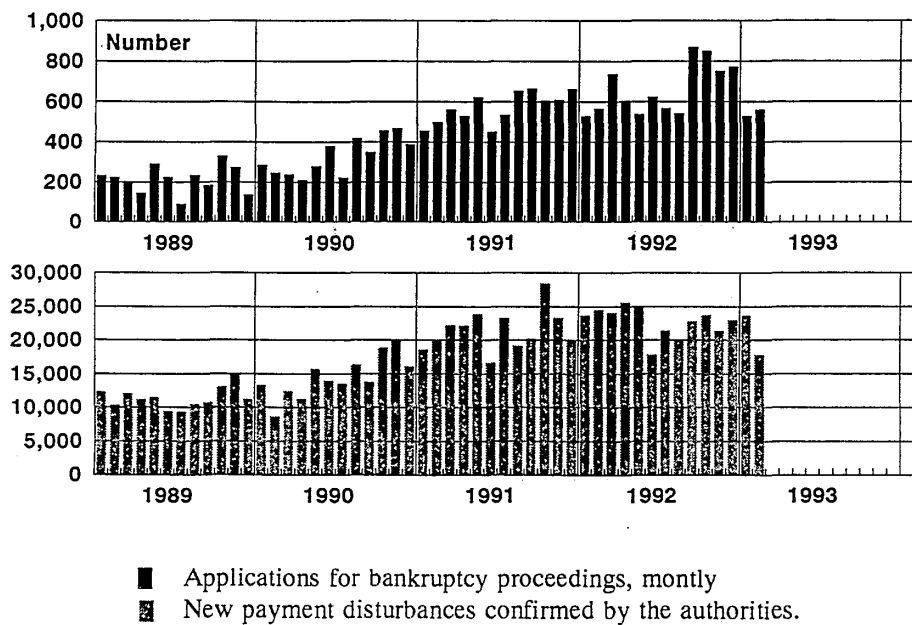 1,000
Number
800
600
400
200
0
1989 1990 1991 1992 1993
30,000
25,000
20,000
15,000
10,000
5,000
0
1989 1990 1991 1992 1993
Applications for bankruptcy proceedings, montly
New payment disturbances confirmed by the authorities.